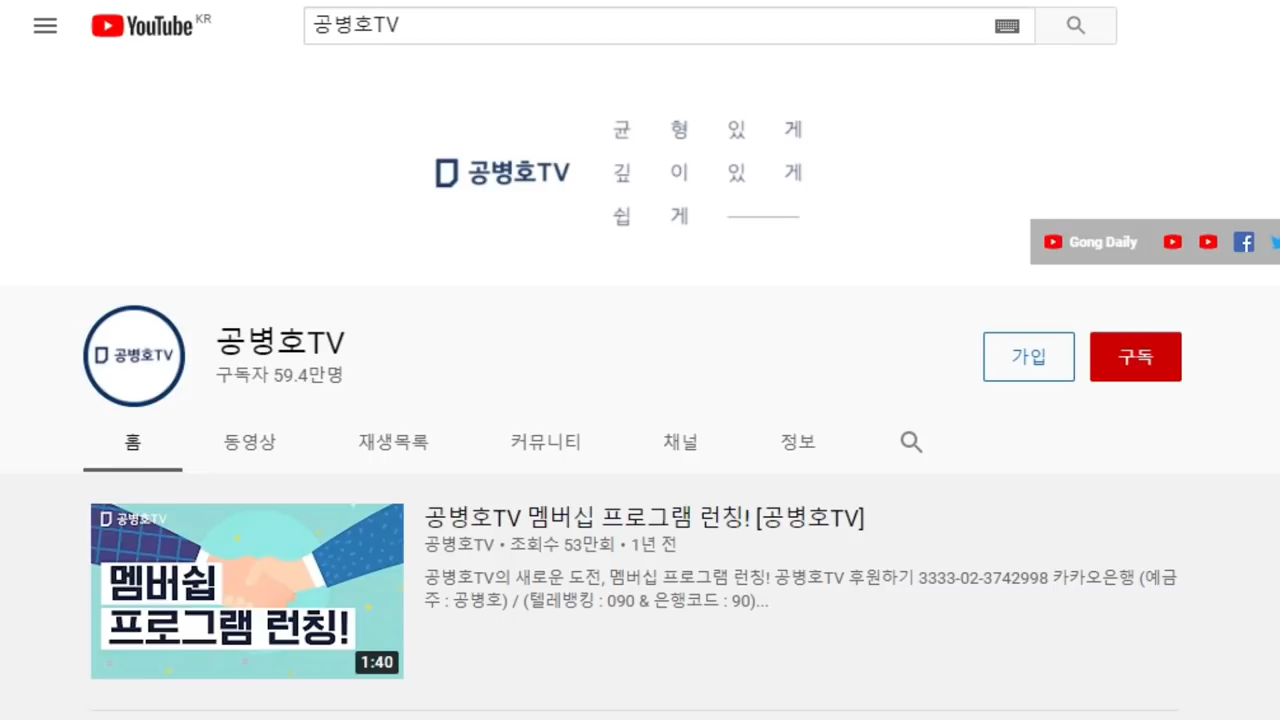 YouTube KR
공병호TV
균형있게
공병호TV
깊이있게
쉽게
Gong Daily
공병호TV
공병호TV
구독자 59.4만명
가입
구독
홈
동영상
재생목록
커뮤니티
채널
정보
공병호TV
멤버쉽
프로그램 런칭!
1:40
공병호TV 멤버십 프로그램 런칭! [공병호TV]
공병호TV • 조회수 53만회 • 1년 전
공병호TV의 새로운 도전, 멤버십 프로그램 런칭! 공병호TV 후원하기 3333-02-3742998 카카오은행 (예금
주 : 공병호) / (텔레뱅킹 : 090 & 은행코드 : 90)...